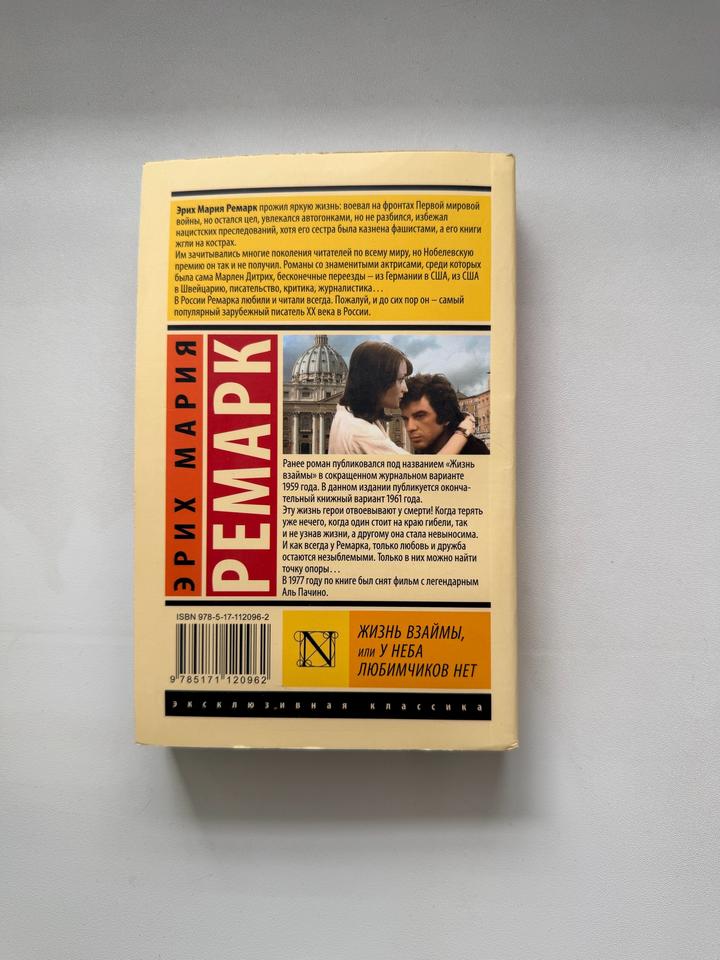 Эрих Мария Ремарк прожил яркую жизнь: воевал на фронтах Первой мировой
войны, но остался цел, увлекался автогонками, но не разбился, избежал
нацистских преследований, хотя его сестра была казнена фашистами, а его книги
жгли на кострах.
Им зачитывались многие поколения читателей по всему миру, но Нобелевскую
премию он так и не получил. Романы со знаменитыми актрисами, среди которых
была сама Марлен Дитрих, бесконечные переезды – из Германии в США, из США
в Швейцарию, писательство, критика, журналистика...
В России Ремарка любили и читали всегда. Пожалуй, и до сих пор он – самый
популярный зарубежный писатель XX века в России.
ЭРИХ МАРИЯ
РЕМАРК
Ранее роман публиковался под названием «Жизнь
взаймы» в сокращенном журнальном варианте
1959 года. В данном издании публикуется оконча-
тельный книжный вариант 1961 года.
Эту жизнь герои отвоевывают у смерти! Когда терять
уже нечего, когда один стоит на краю гибели, так
и не узнав жизни, а другому она стала невыносима.
И как всегда у Ремарка, только любовь и дружба
остаются незыблемыми. Только в них можно найти
точку опоры...
В 1977 году по книге был снят фильм с легендарным
Аль Пачино.
ISBN 978-5-17-112096-2
9 785171 120962
N
ЖИЗНЬ ВЗАЙМЫ,
или У НЕБА
ЛЮБИМЧИКОВ НЕТ
эксклюзивная классика